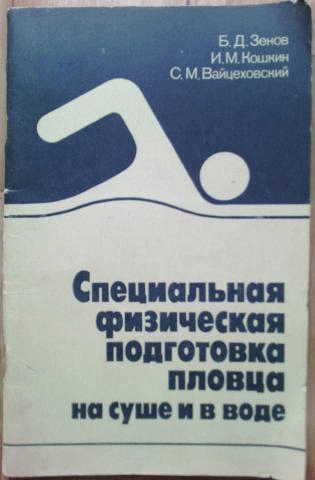 Б. Д. Зенов
И. М. Кошкин
С. М. Вайцеховский
Специальная
физическая
подготовка
пловца
на суше и в воде